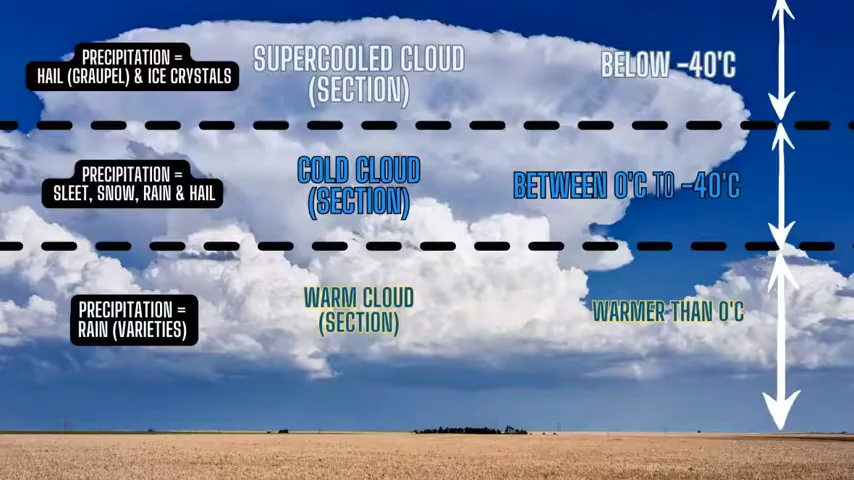 PRECIPITATION =
HAIL (GRAUPEL) & ICE CRYSTALS
SUPERCOOLED CLOUD
(SECTION)
BELOW -40'C
PRECIPITATION =
SLEET, SNOW, RAIN & HAIL
COLD CLOUD
(SECTION)
BETWEEN 0'C TO -40'C
PRECIPITATION =
RAIN (VARIETIES)
WARM CLOUD
(SECTION)
WARMER THAN 0'C